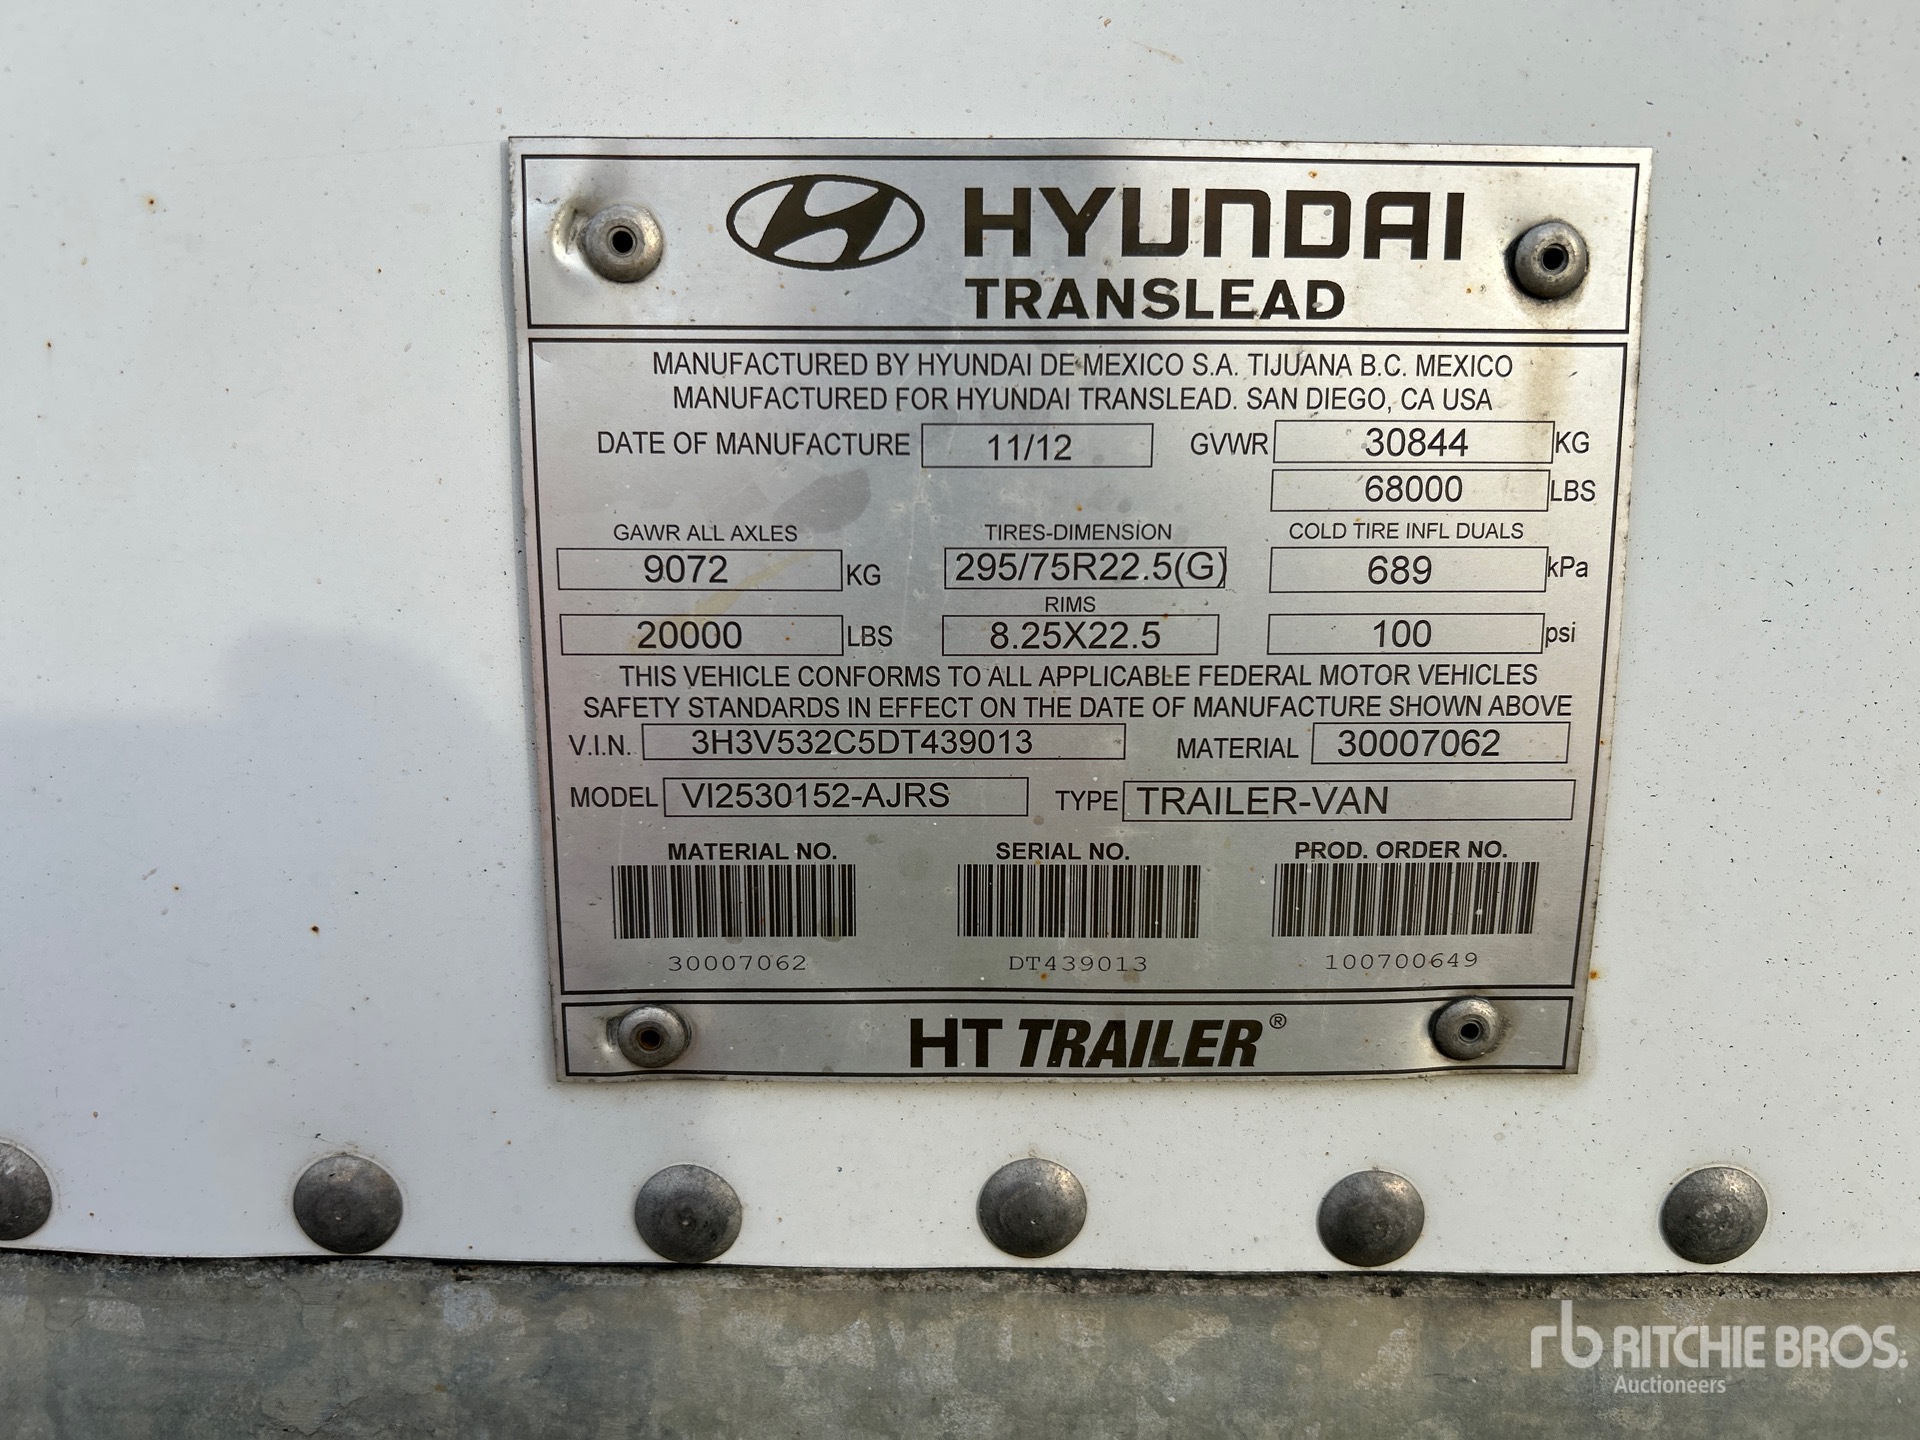 HYUNDAI
TRANSLEAD
MANUFACTURED BY HYUNDAI DE MEXICO S.A. TIJUANA B.C. MEXICO
MANUFACTURED FOR HYUNDAI TRANSLEAD. SAN DIEGO, CA USA
DATE OF MANUFACTURE 11/12 GVWR 30844 KG
68000 LBS
GAWR ALL AXLES TIRES-DIMENSION COLD TIRE INFL DUALS
9072 KG 295/75R22.5(G) 689 kPa
RIMS
20000 LBS 8.25X22.5 100 psi
THIS VEHICLE CONFORMS TO ALL APPLICABLE FEDERAL MOTOR VEHICLES
SAFETY STANDARDS IN EFFECT ON THE DATE OF MANUFACTURE SHOWN ABOVE
V.I.N. 3H3V532C5DT439013 MATERIAL 30007062
MODEL VI2530152-AJRS TYPE TRAILER-VAN
MATERIAL NO. SERIAL NO. PROD. ORDER NO.
30007062 DT439013 100700649
HT TRAILER®
rb RITCHIE BROS.
Auctioneers